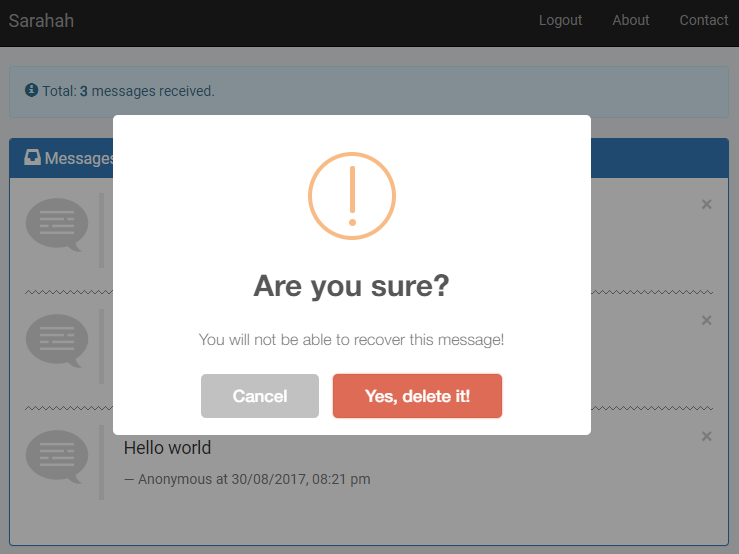 Sarahah
Logout About Contact
Total: 3 messages received.
Messages
Are you sure?
You will not be able to recover this message!
Cancel Yes, delete it!
Hello world
— Anonymous at 30/08/2017, 08:21 pm